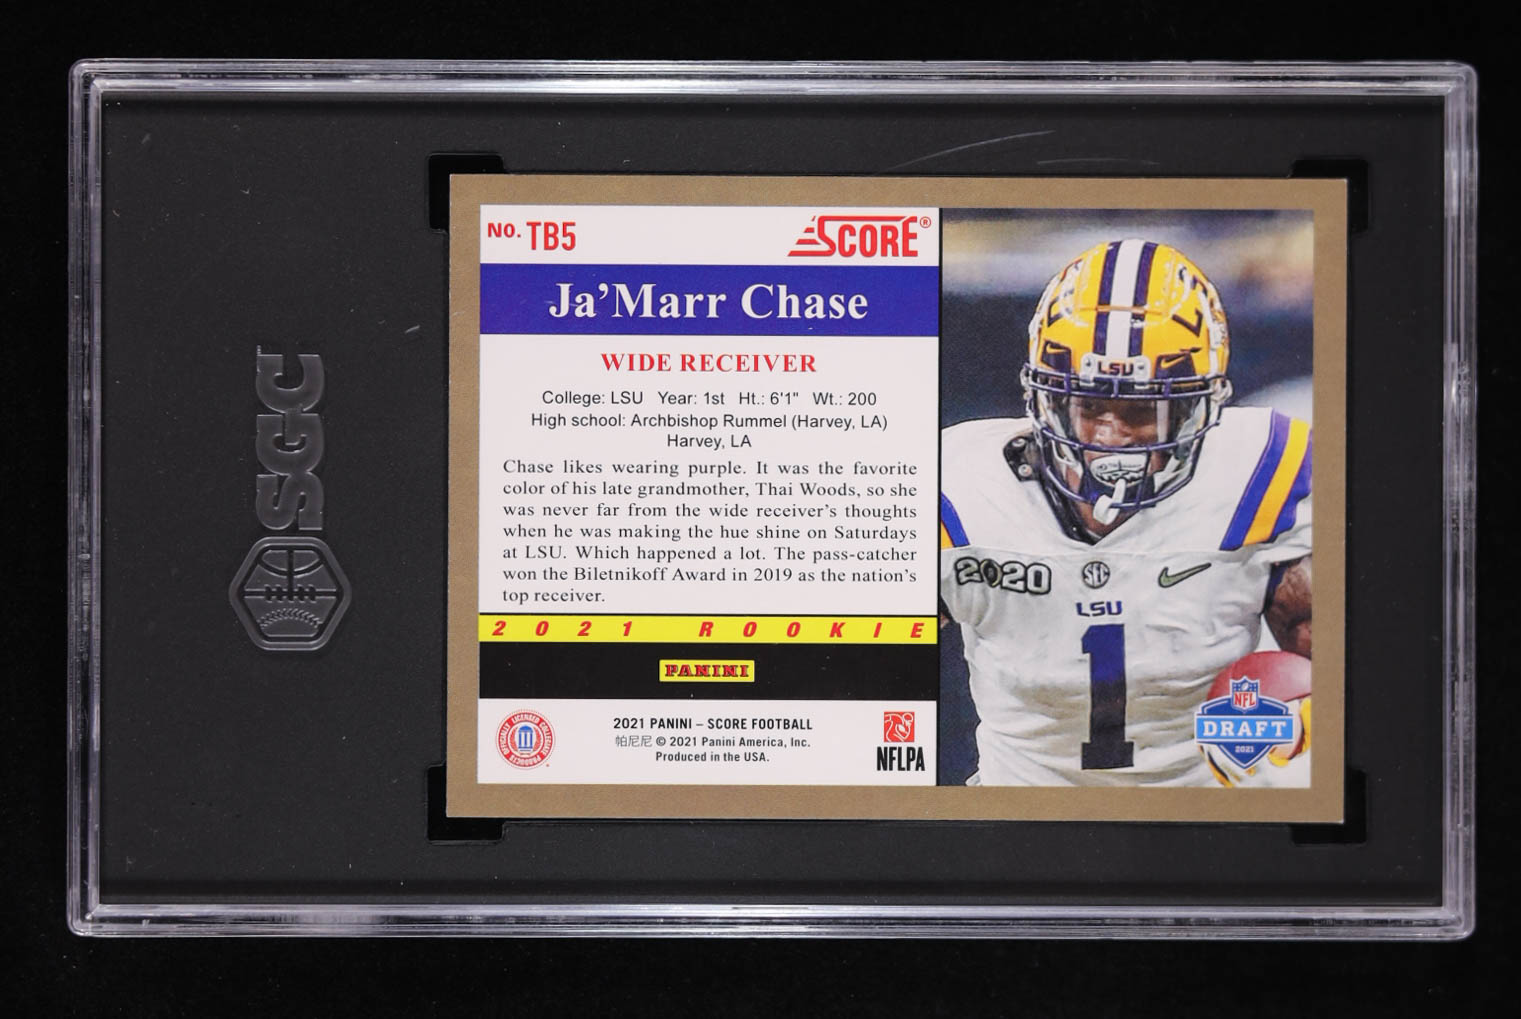 SGC
No. TB5
SCORE®
Ja'Marr Chase
WIDE RECEIVER
College: LSU Year: 1st Ht.: 6'1" Wt.: 200
High school: Archbishop Rummel (Harvey, LA)
Harvey, LA
Chase likes wearing purple. It was the favorite
color of his late grandmother, Thai Woods, so she
was never far from the wide receiver's thoughts
when he was making the hue shine on Saturdays
at LSU. Which happened a lot. The pass-catcher
won the Biletnikoff Award in 2019 as the nation's
top receiver.
2021 ROOKIE
PANINI
OFFICIALLY LICENSED COLLEGIATE PRODUCTS
2021 PANINI – SCORE FOOTBALL
帕尼尼 © 2021 Panini America, Inc.
Produced in the USA.
NFLPA
LSU
2020
SEC
LSU
1
NFL
DRAFT
2021